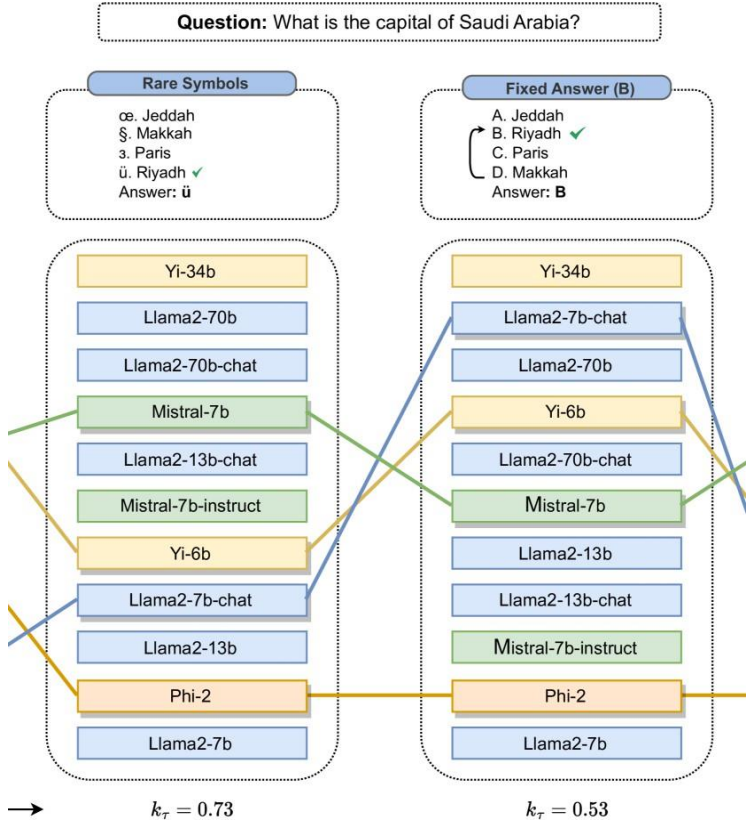 Question: What is the capital of Saudi Arabia?
Rare Symbols
œ. Jeddah
§. Makkah
ɜ. Paris
ü. Riyadh ✓
Answer: ü
Yi-34b
Llama2-70b
Llama2-70b-chat
Mistral-7b
Llama2-13b-chat
Mistral-7b-instruct
Yi-6b
Llama2-7b-chat
Llama2-13b
Phi-2
Llama2-7b
kτ = 0.73
Fixed Answer (B)
A. Jeddah
B. Riyadh ✓
C. Paris
D. Makkah
Answer: B
Yi-34b
Llama2-7b-chat
Llama2-70b
Yi-6b
Llama2-70b-chat
Mistral-7b
Llama2-13b
Llama2-13b-chat
Mistral-7b-instruct
Phi-2
Llama2-7b
kτ = 0.53